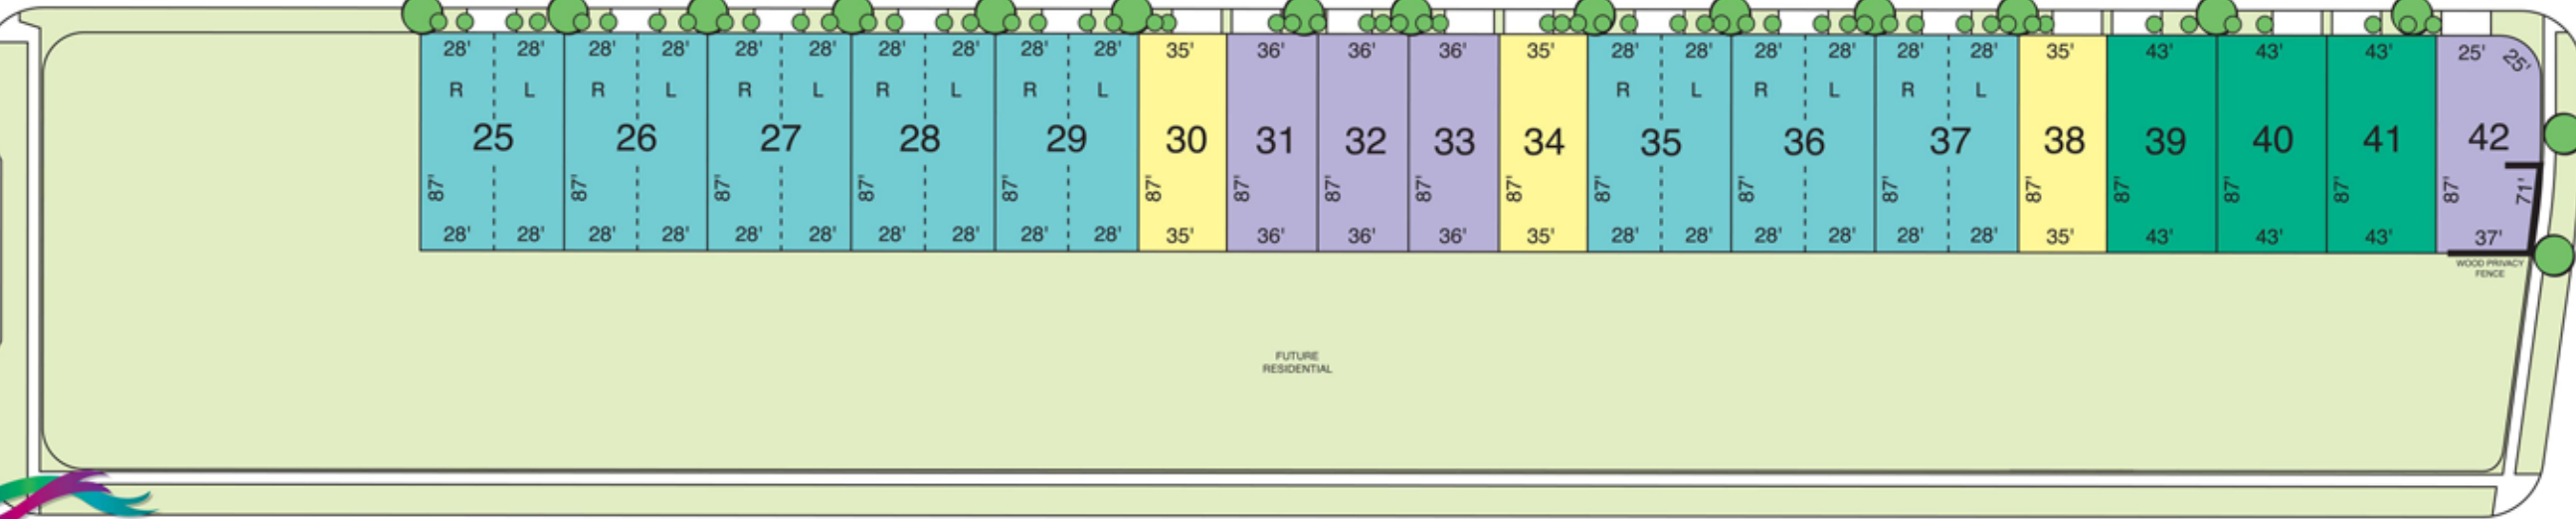 28' 28' 28' 28' 28' 28' 28' 28' 28' 28' 35' 36' 36' 36' 35' 28' 28' 28' 28' 28' 28' 35' 43' 43' 43' 25' 25'
R L R L R L R L R L R L R L R L
25 26 27 28 29 30 31 32 33 34 35 36 37 38 39 40 41 42
87' 87' 87' 87' 87' 87' 87' 87' 87' 87' 87' 87' 87' 87' 87' 87' 87' 87' 71'
28' 28' 28' 28' 28' 28' 28' 28' 28' 28' 35' 36' 36' 36' 35' 28' 28' 28' 28' 28' 28' 35' 43' 43' 43' 37'
WOOD PRIVACY
FENCE
FUTURE
RESIDENTIAL